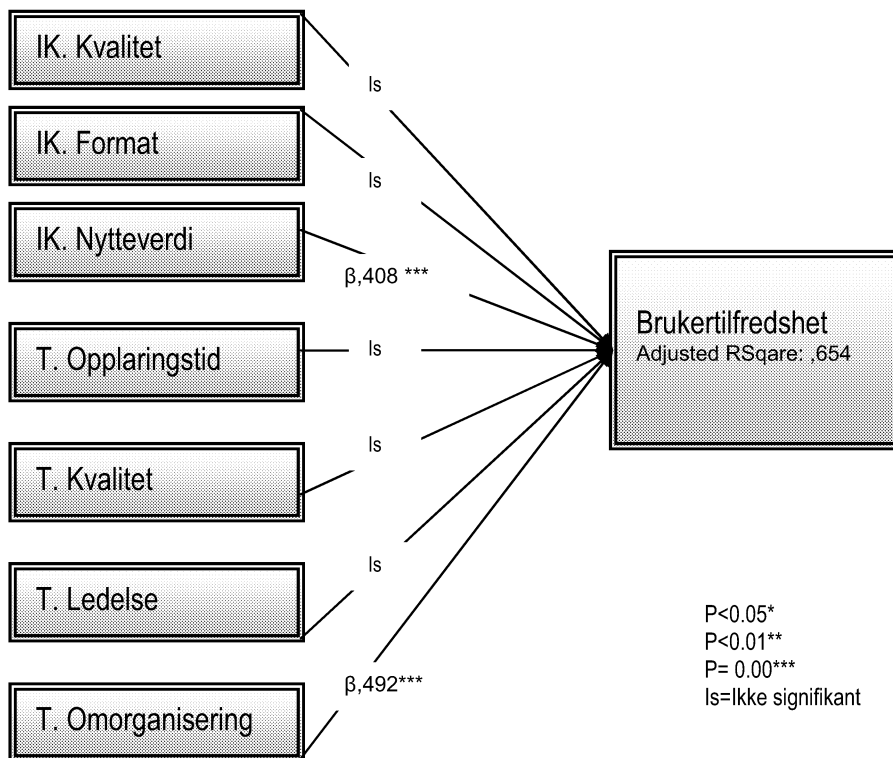 IK. Kvalitet
Is
IK. Format
Is
IK. Nytteverdi
β,408 ***
Brukertilfredshet
Adjusted RSqare: ,654
T. Opplaringstid
Is
T. Kvalitet
Is
T. Ledelse
Is
T. Omorganisering
β,492***
P<0.05*
P<0.01**
P= 0.00***
Is=Ikke signifikant